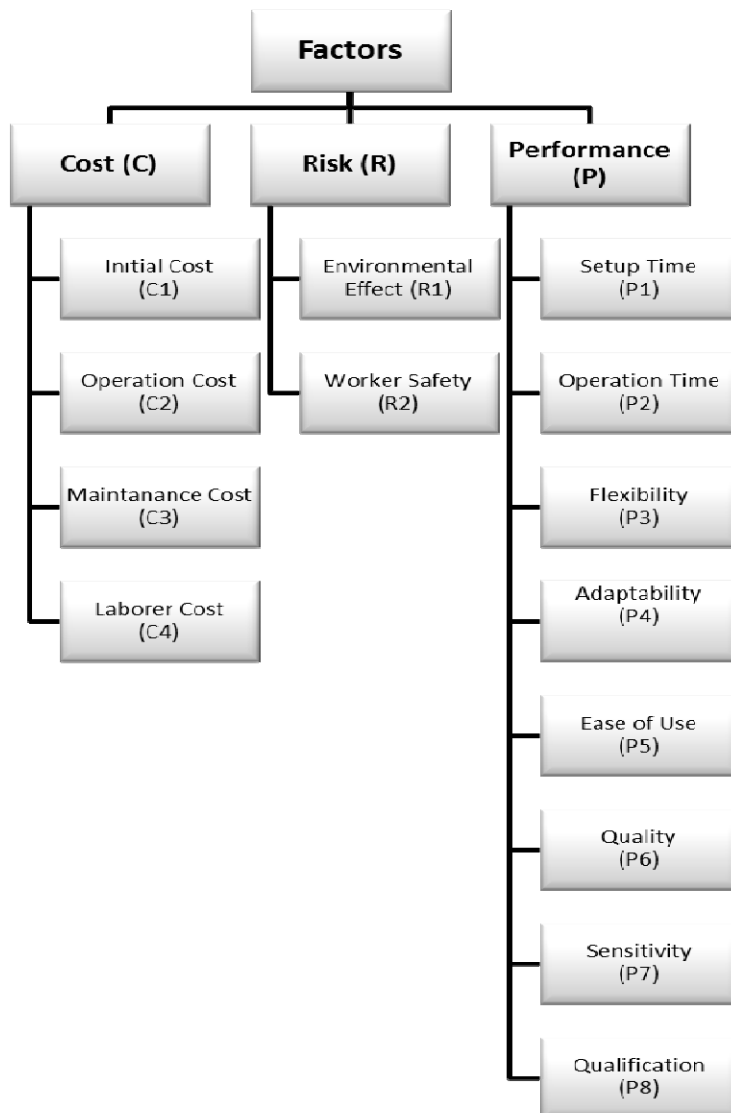 Factors
Cost (C)
Initial Cost
(C1)
Operation Cost
(C2)
Maintanance Cost
(C3)
Laborer Cost
(C4)
Risk (R)
Environmental
Effect (R1)
Worker Safety
(R2)
Performance
(P)
Setup Time
(P1)
Operation Time
(P2)
Flexibility
(P3)
Adaptability
(P4)
Ease of Use
(P5)
Quality
(P6)
Sensitivity
(P7)
Qualification
(P8)